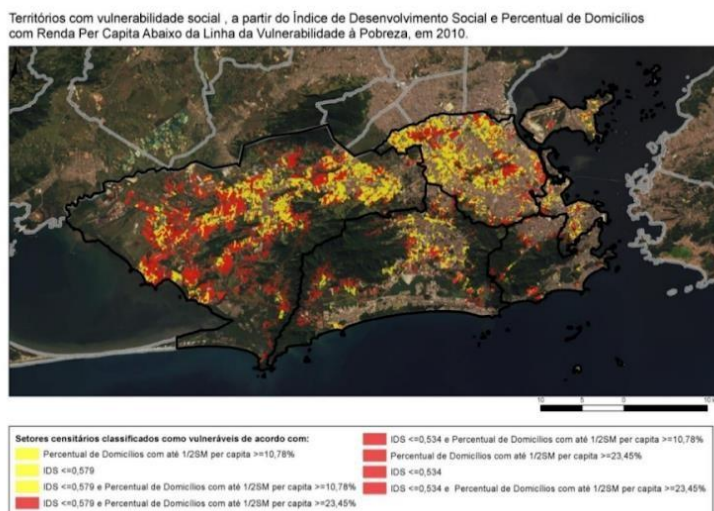 Territórios com vulnerabilidade social , a partir do Índice de Desenvolvimento Social e Percentual de Domicílios
com Renda Per Capita Abaixo da Linha da Vulnerabilidade à Pobreza, em 2010.
10 5 0 10
Setores censitários classificados como vulneráveis de acordo com:
Percentual de Domicílios com até 1/2SM per capita >=10,78%
IDS <=0,579
IDS <=0,579 e Percentual de Domicílios com até 1/2SM per capita >=10,78%
IDS <=0,579 e Percentual de Domicílios com até 1/2SM per capita >=23,45%
IDS <=0,534 e Percentual de Domicílios com até 1/2SM per capita >=10,78%
Percentual de Domicílios com até 1/2SM per capita >=23,45%
IDS <=0,534
IDS <=0,534 e Percentual de Domicílios com até 1/2SM per capita >=23,45%